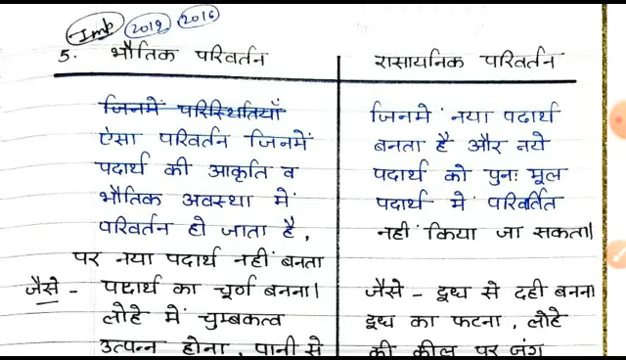 Imp 2019 2016
5. भौतिक परिवर्तन
जिनमें परिस्थितियाँ
ऐसा परिवर्तन जिनमें
पदार्थ की आकृति व
भौतिक अवस्था में
परिवर्तन हो जाता है,
पर नया पदार्थ नहीं बनता
जैसे - पदार्थ का चूर्ण बनना।
लोहे में चुम्बकत्व
उत्पन्न होना, पानी से
रासायनिक परिवर्तन
जिनमे नया पदार्थ
बनता है और नये
पदार्थ को पुनः मूल
पदार्थ में परिवर्तित
नहीं किया जा सकता।
जैसे - दूध से दही बनना
दूध का फटना, लोहे
की कील पर जंग